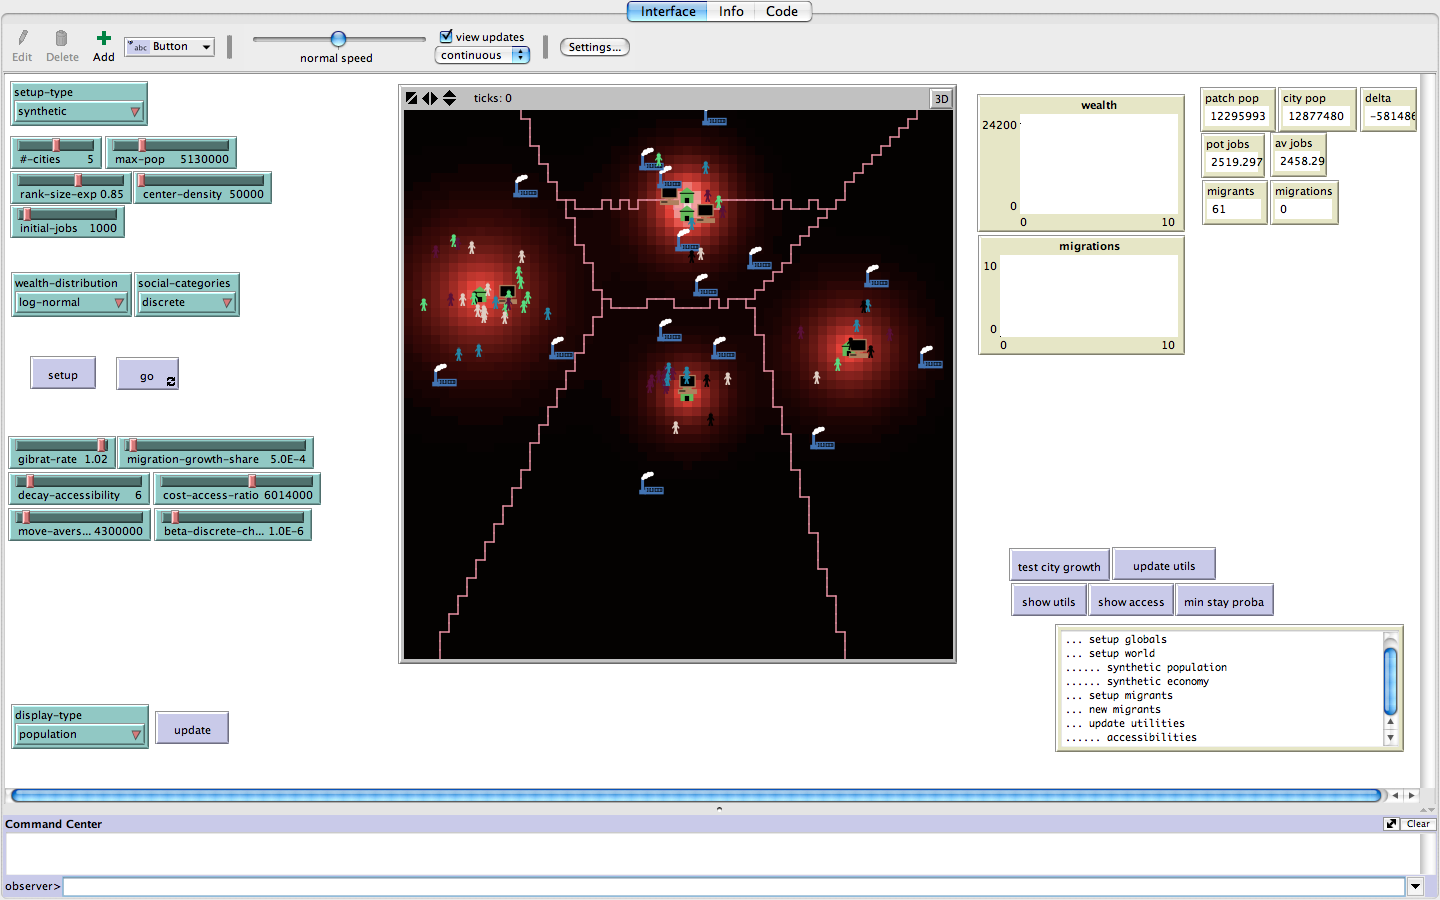 Interface Info Code
Edit Delete Add abc Button normal speed view updates continuous Settings...
setup-type
synthetic
#-cities 5 max-pop 5130000
rank-size-exp 0.85 center-density 50000
initial-jobs 1000
wealth-distribution social-categories
log-normal discrete
setup go
gibrat-rate 1.02 migration-growth-share 5.0E-4
decay-accessibility 6 cost-access-ratio 6014000
move-avers... 4300000 beta-discrete-ch... 1.0E-6
display-type
population
update
ticks: 0 3D
wealth
24200
0
0 10
migrations
10
0
0 10
patch pop city pop delta
12295993 12877480 -581486
pot jobs av jobs
2519.297 2458.29
migrants migrations
61 0
test city growth update utils
show utils show access min stay proba
... setup globals
... setup world
...... synthetic population
...... synthetic economy
... setup migrants
... new migrants
... update utilities
...... accessibilities
Command Center Clear
observer>